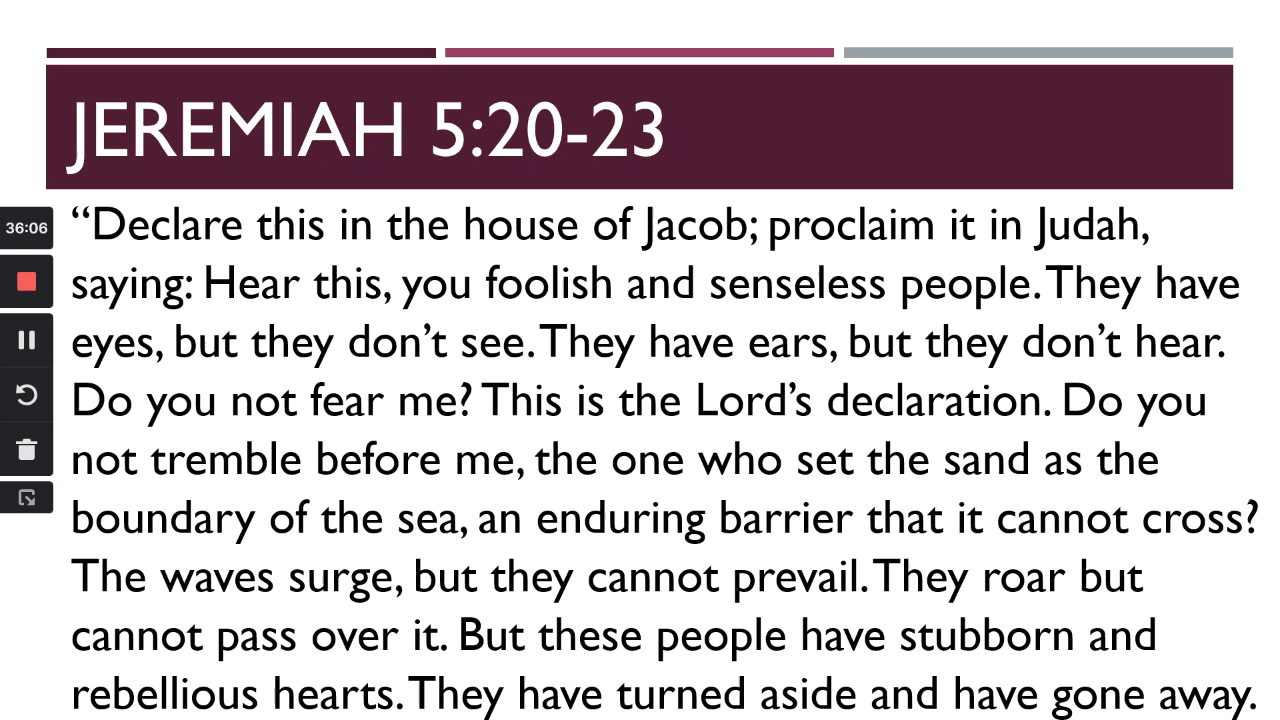 JEREMIAH 5:20-23
“Declare this in the house of Jacob; proclaim it in Judah,
36:06
saying: Hear this, you foolish and senseless people. They have
eyes, but they don’t see. They have ears, but they don’t hear.
Do you not fear me? This is the Lord’s declaration. Do you
not tremble before me, the one who set the sand as the
boundary of the sea, an enduring barrier that it cannot cross?
The waves surge, but they cannot prevail. They roar but
cannot pass over it. But these people have stubborn and
rebellious hearts. They have turned aside and have gone away.